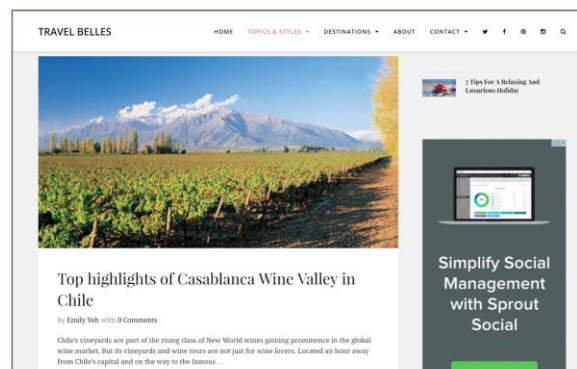 TRAVEL BELLES
HOME TOPICS & STYLES DESTINATIONS ABOUT CONTACT
7 Tips For A Relaxing And
Luxurious Holiday
Top highlights of Casablanca Wine Valley in
Chile
by Emily Yeh with 0 Comments
Chile's vineyards are part of the rising class of New World wines gaining prominence in the global
wine market. But its vineyards and wine tours are not just for wine lovers. Located an hour away
from Chile's capital and on the way to the famous...
Simplify Social
Management
with Sprout
Social